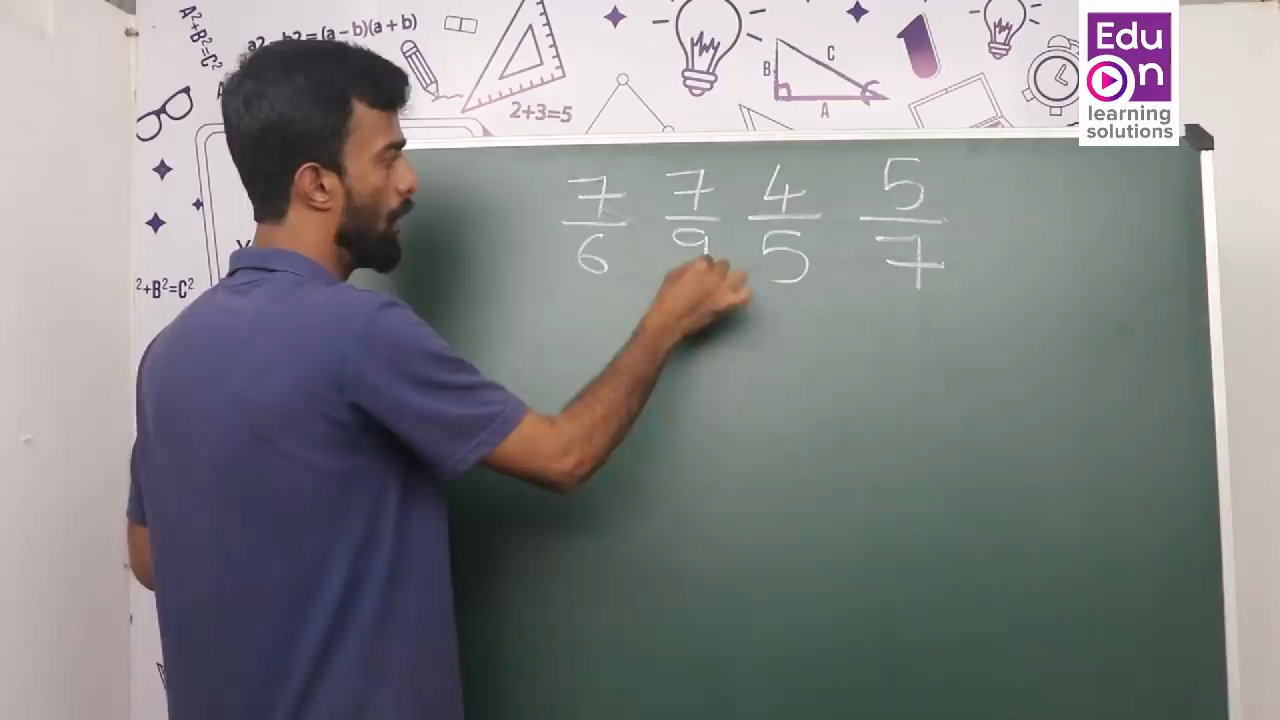 A²+B²=C²
a2 - b2 = (a-b)(a+b)
2+3=5
B
C
A
Edu
On
learning
solutions
²+B²=C²
7/6 7/9 4/5 5/7